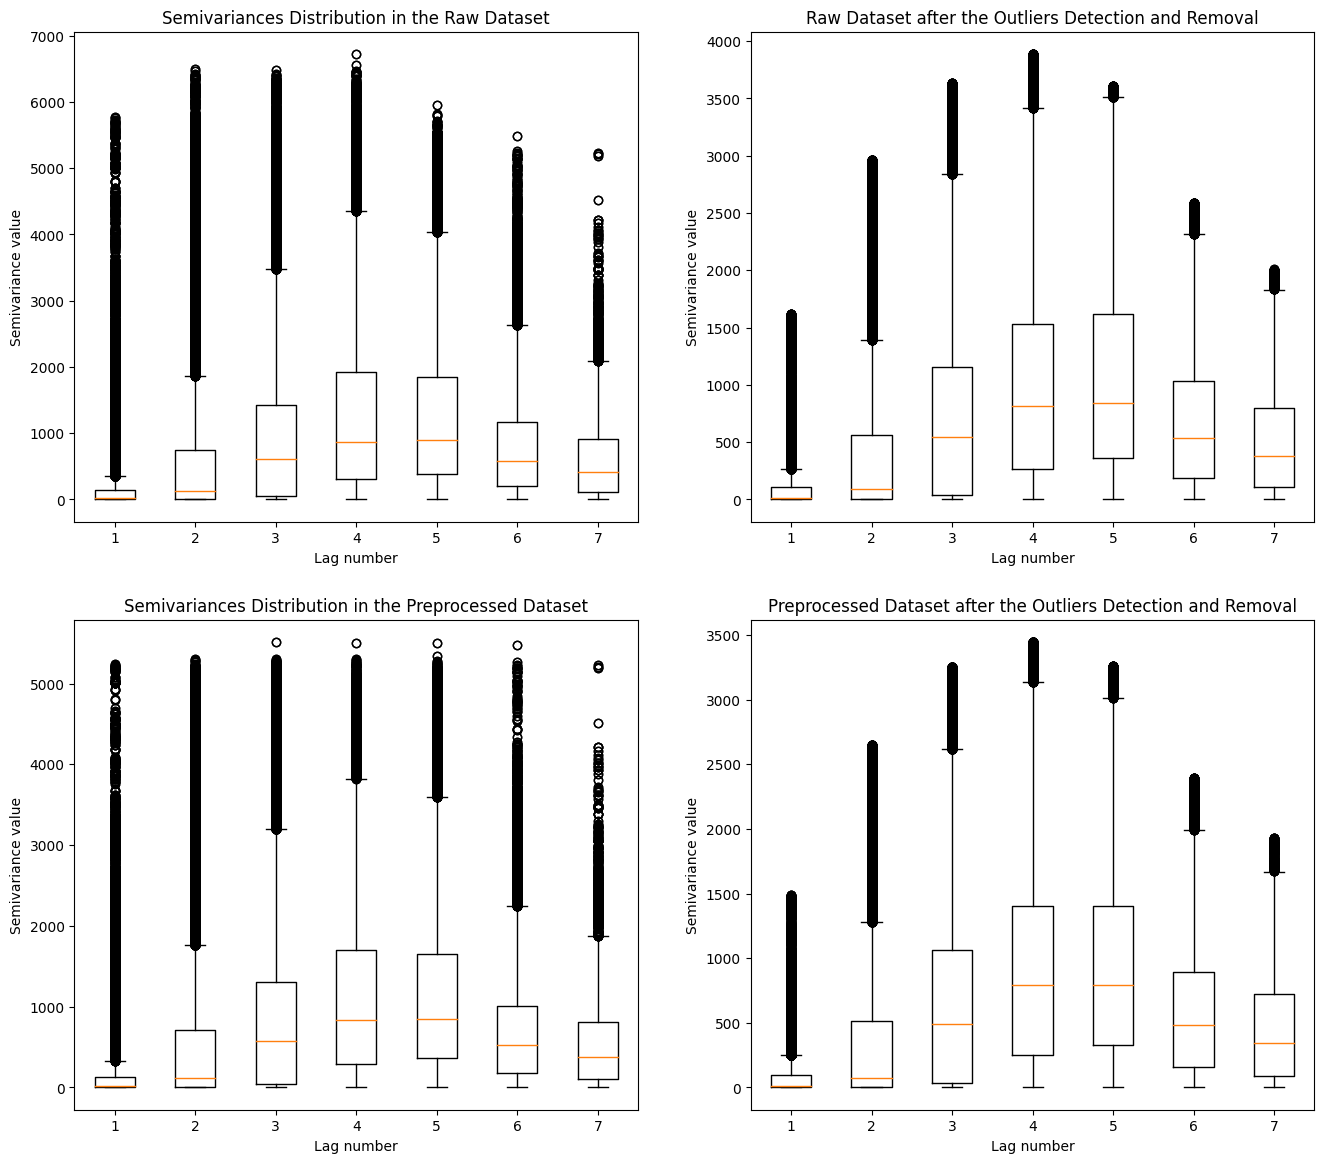 Semivariances Distribution in the Raw Dataset
7000
6000
5000
4000
3000
2000
1000
0
Semivariance value
1 2 3 4 5 6 7
Lag number
Raw Dataset after the Outliers Detection and Removal
4000
3500
3000
2500
2000
1500
1000
500
0
Semivariance value
1 2 3 4 5 6 7
Lag number
Semivariances Distribution in the Preprocessed Dataset
5000
4000
3000
2000
1000
0
Semivariance value
1 2 3 4 5 6 7
Lag number
Preprocessed Dataset after the Outliers Detection and Removal
3500
3000
2500
2000
1500
1000
500
0
Semivariance value
1 2 3 4 5 6 7
Lag number